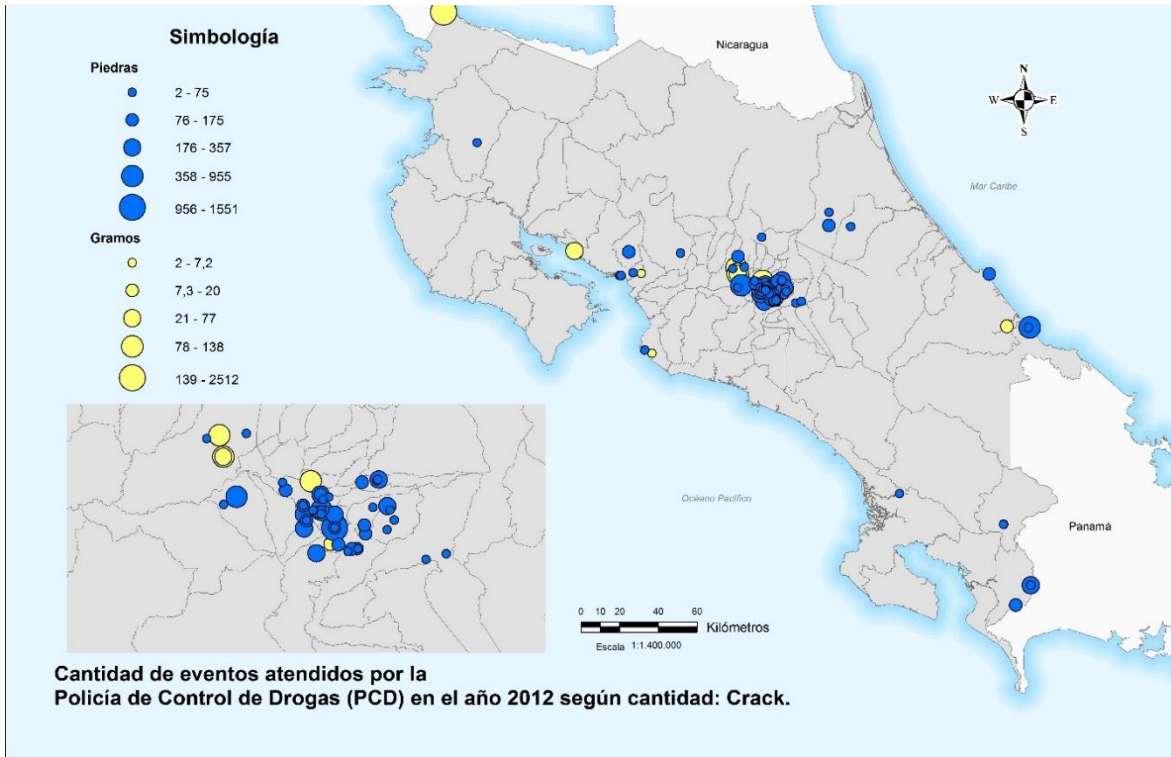 Simbología
Piedras
2 - 75
76 - 175
176 - 357
358 - 955
956 - 1551
Gramos
2 - 7,2
7,3 - 20
21 - 77
78 - 138
139 - 2512
Nicaragua
N
W E
S
Mar Caribe
Océano Pacífico
Panamá
0 10 20 40 60
Kilómetros
Escala 1:1.400.000
Cantidad de eventos atendidos por la
Policía de Control de Drogas (PCD) en el año 2012 según cantidad: Crack.